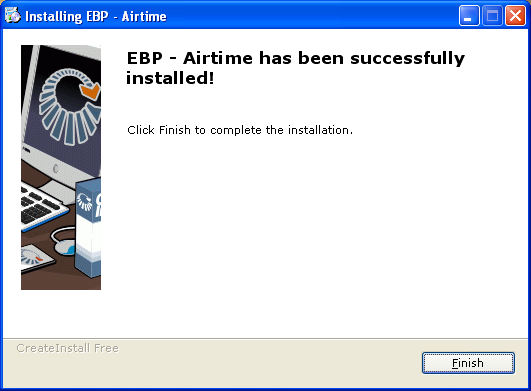 Installing EBP - Airtime
EBP - Airtime has been successfully
installed!
Click Finish to complete the installation.
CreateInstall Free
Finish